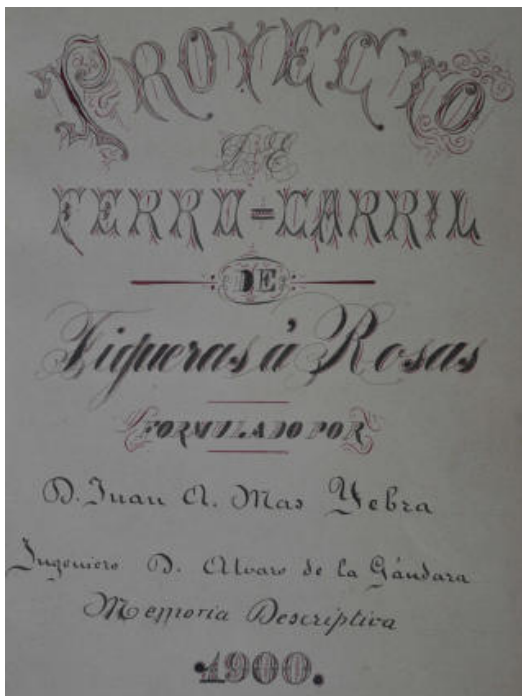 PROYECTO
DE
FERRO=CARRIL
DE
Figueras á Rosas
FORMULADO POR
D. Juan A. Mas Yebra
Ingeniero D. Alvaro de la Gándara
Memoria Descriptiva
1900.